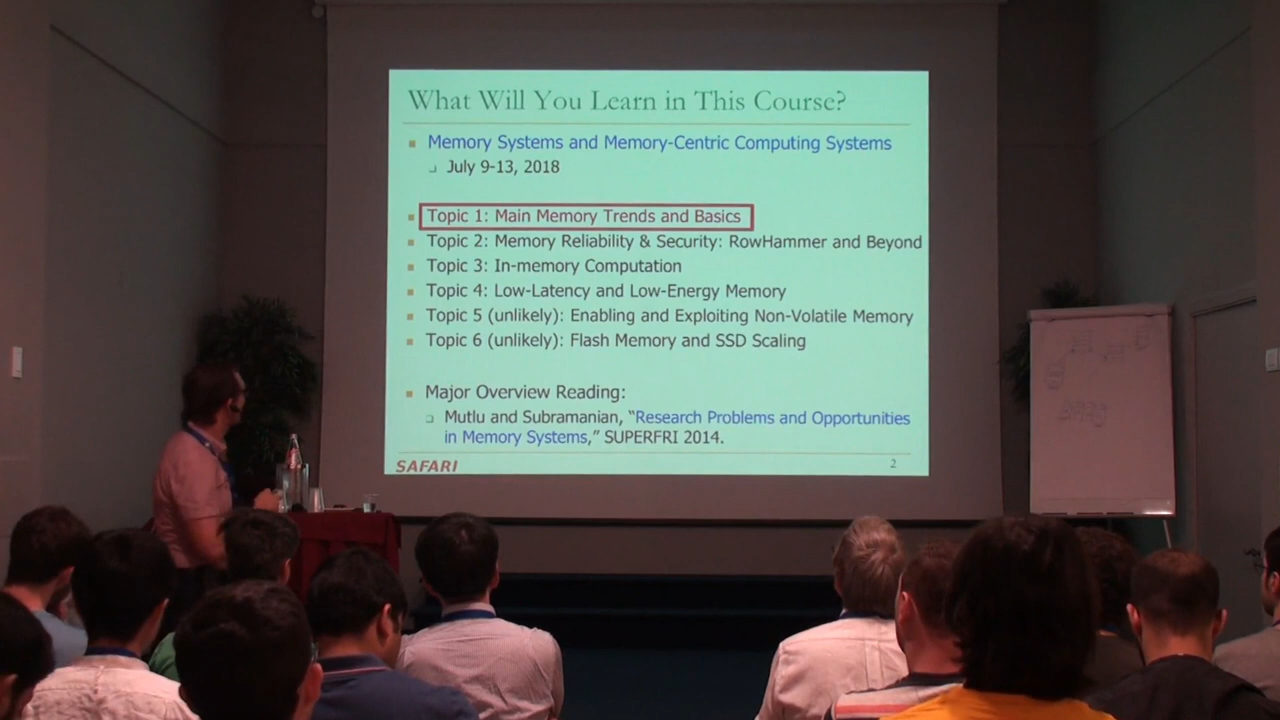 What Will You Learn in This Course?
Memory Systems and Memory-Centric Computing Systems
July 9-13, 2018
Topic 1: Main Memory Trends and Basics
Topic 2: Memory Reliability & Security: RowHammer and Beyond
Topic 3: In-memory Computation
Topic 4: Low-Latency and Low-Energy Memory
Topic 5 (unlikely): Enabling and Exploiting Non-Volatile Memory
Topic 6 (unlikely): Flash Memory and SSD Scaling
Major Overview Reading:
Mutlu and Subramanian, “Research Problems and Opportunities
in Memory Systems,” SUPERFRI 2014.
SAFARI
2